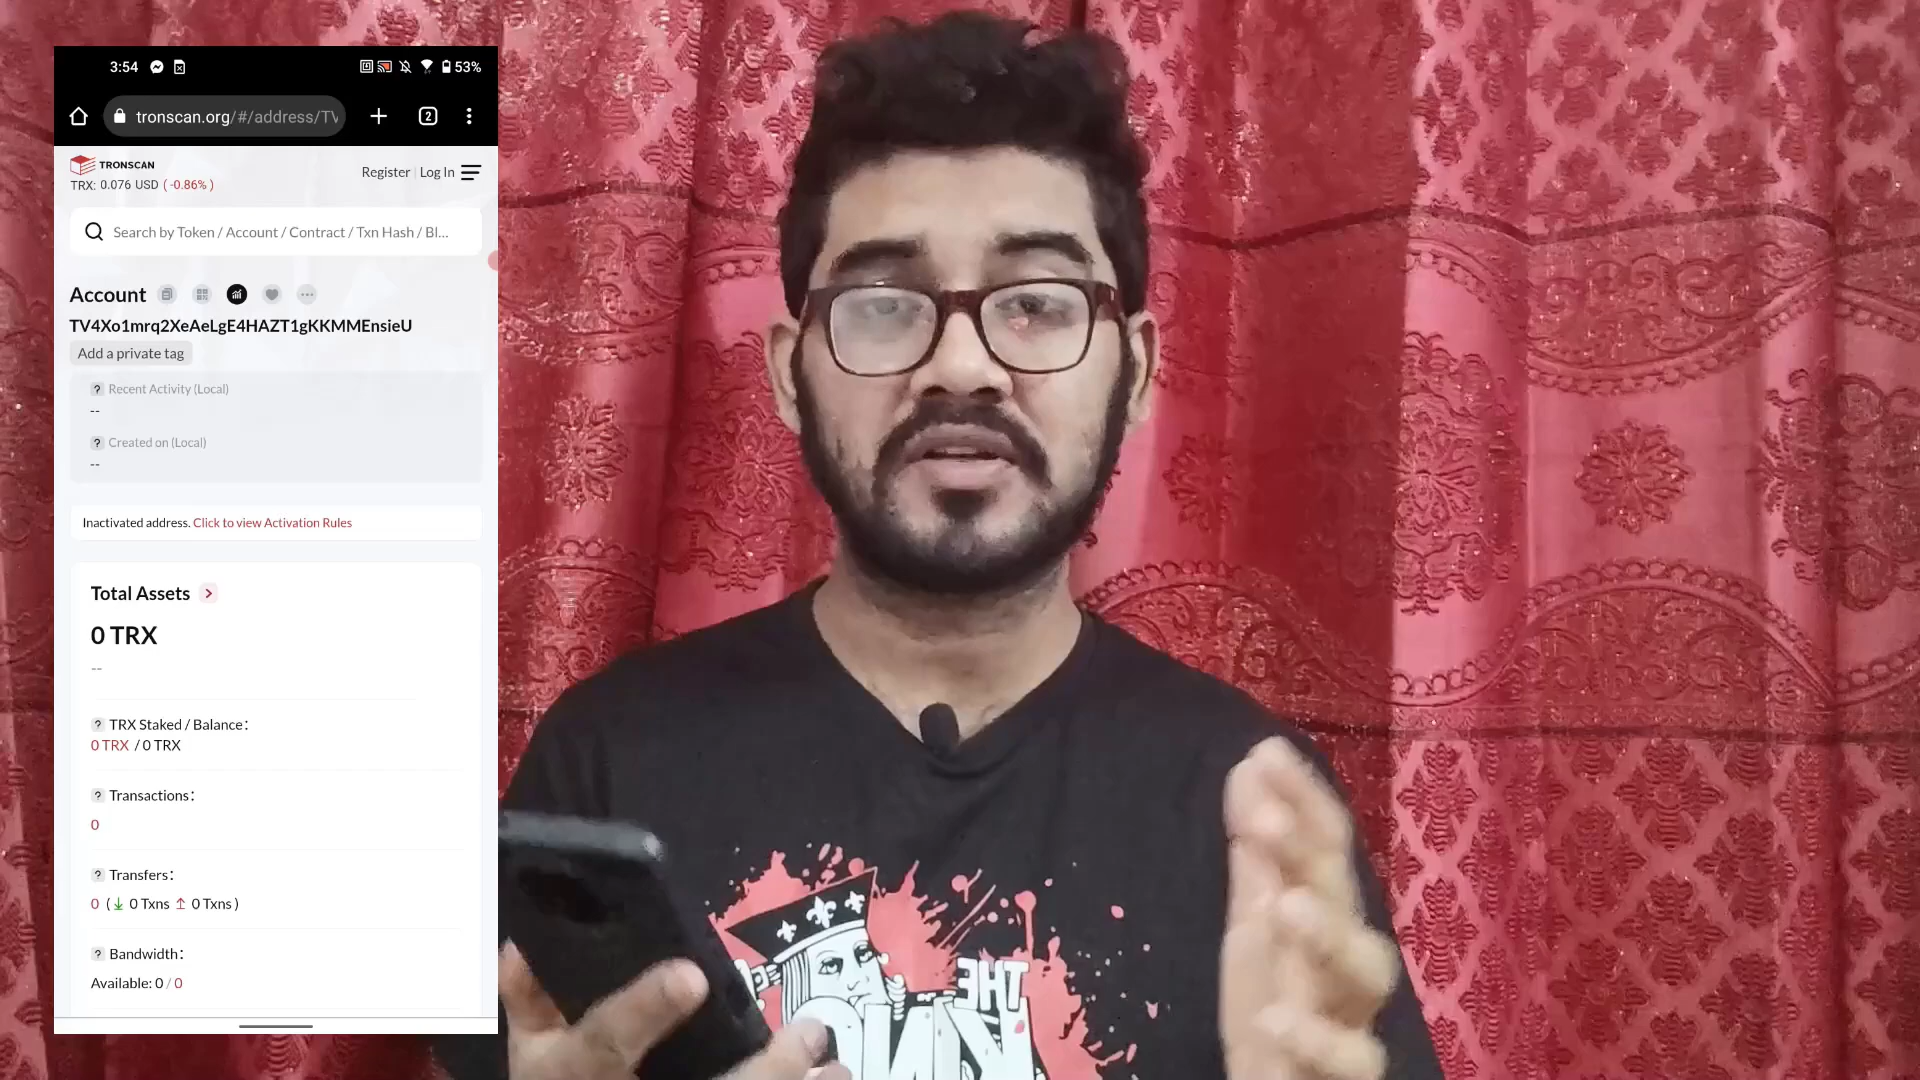 3:54
53%
tronscan.org/#/address/TV
2
TRONSCAN
TRX: 0.076 USD ( -0.86% )
Register | Log In
Search by Token / Account / Contract / Txn Hash / Bl...
Account
TV4Xo1mrq2XeAeLgE4HAZT1gKKMMEnsieU
Add a private tag
? Recent Activity (Local)
--
? Created on (Local)
--
Inactivated address. Click to view Activation Rules
Total Assets >
0 TRX
--
? TRX Staked / Balance:
0 TRX / 0 TRX
? Transactions:
0
? Transfers:
0 ( ↓ 0 Txns ↑ 0 Txns )
? Bandwidth:
Available: 0 / 0
THE